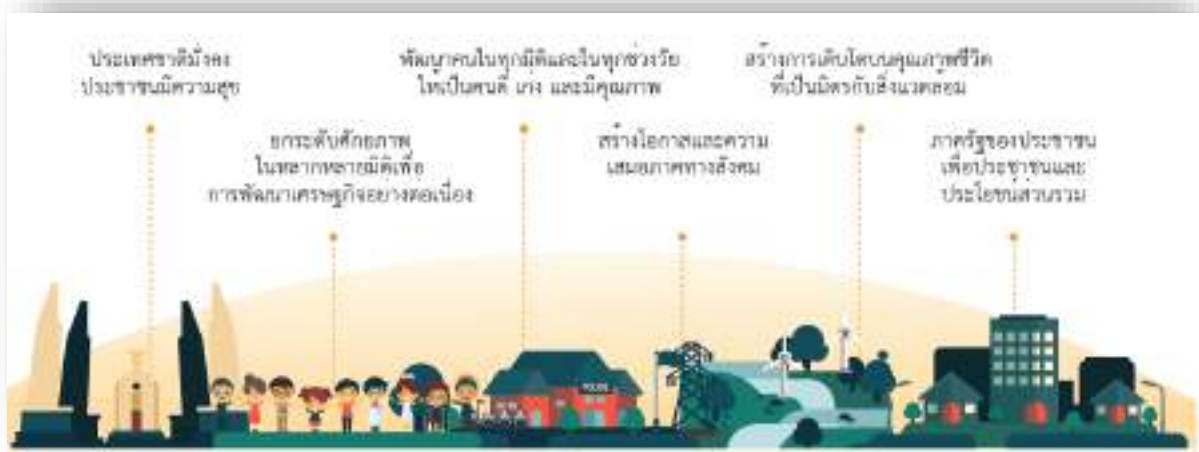 ประเทศชาติมั่นคง
ประชาชนมีความสุข
ยกระดับศักยภาพ
ในหลากหลายมิติเพื่อ
การพัฒนาเศรษฐกิจอย่างต่อเนื่อง
พัฒนาคนในทุกมิติและในทุกช่วงวัย
ให้เป็นคนดี เก่ง และมีคุณภาพ
สร้างโอกาสและความ
เสมอภาคทางสังคม
สร้างการเติบโตบนคุณภาพชีวิต
ที่เป็นมิตรกับสิ่งแวดล้อม
ภาครัฐของประชาชน
เพื่อประชาชนและ
ประโยชน์ส่วนรวม
POLICE